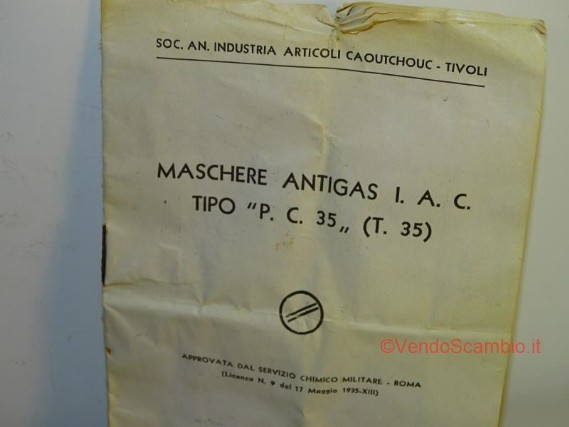 SOC. AN. INDUSTRIA ARTICOLI CAOUTCHOUC - TIVOLI
MASCHERE ANTIGAS I. A. C.
TIPO "P. C. 35„ (T. 35)
©VendoScambio.it
APPROVATA DAL SERVIZIO CHIMICO MILITARE - ROMA
(Licenza N. 9 del 17 Maggio 1935-XIII)